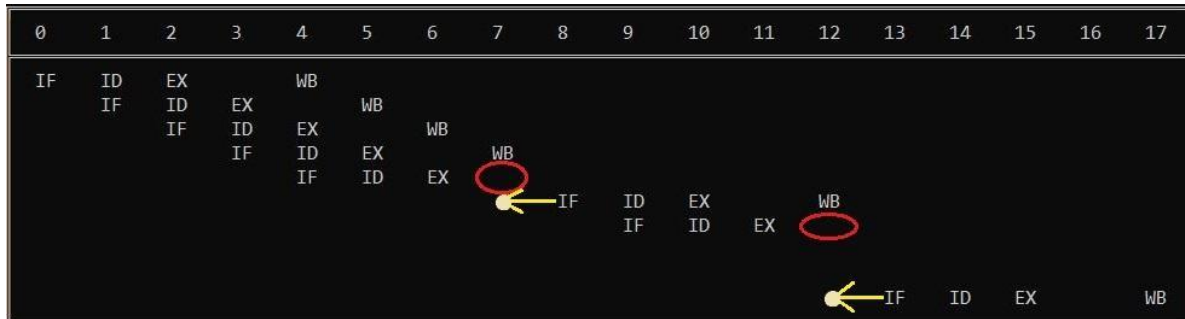 0 1 2 3 4 5 6 7 8 9 10 11 12 13 14 15 16 17
IF ID EX WB
IF ID EX WB
IF ID EX WB
IF ID EX WB
IF ID EX
IF ID EX WB
IF ID EX
IF ID EX WB